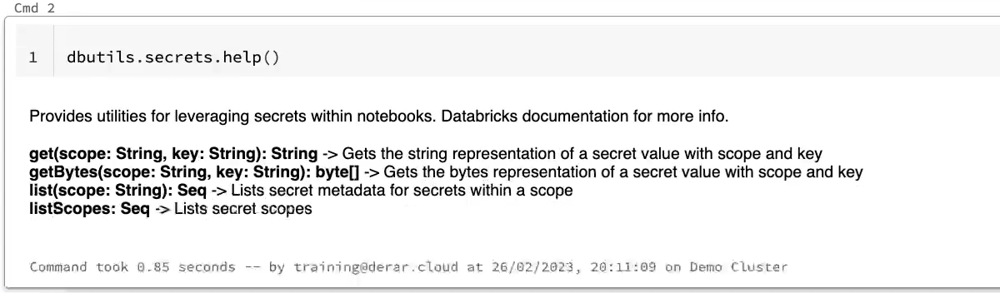 Cmd 2
1 dbutils.secrets.help()
Provides utilities for leveraging secrets within notebooks. Databricks documentation for more info.
get(scope: String, key: String): String -> Gets the string representation of a secret value with scope and key
getBytes(scope: String, key: String): byte[] -> Gets the bytes representation of a secret value with scope and key
list(scope: String): Seq -> Lists secret metadata for secrets within a scope
listScopes: Seq -> Lists secret scopes
Command took 0.85 seconds -- by training@derar.cloud at 26/02/2023, 20:11:09 on Demo Cluster